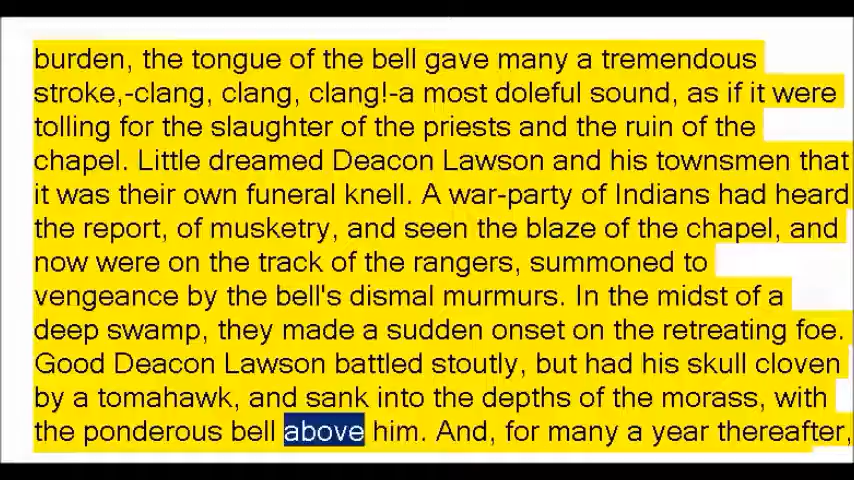 burden, the tongue of the bell gave many a tremendous
stroke,-clang, clang, clang!-a most doleful sound, as if it were
tolling for the slaughter of the priests and the ruin of the
chapel. Little dreamed Deacon Lawson and his townsmen that
it was their own funeral knell. A war-party of Indians had heard
the report, of musketry, and seen the blaze of the chapel, and
now were on the track of the rangers, summoned to
vengeance by the bell's dismal murmurs. In the midst of a
deep swamp, they made a sudden onset on the retreating foe.
Good Deacon Lawson battled stoutly, but had his skull cloven
by a tomahawk, and sank into the depths of the morass, with
the ponderous bell above him. And, for many a year thereafter,